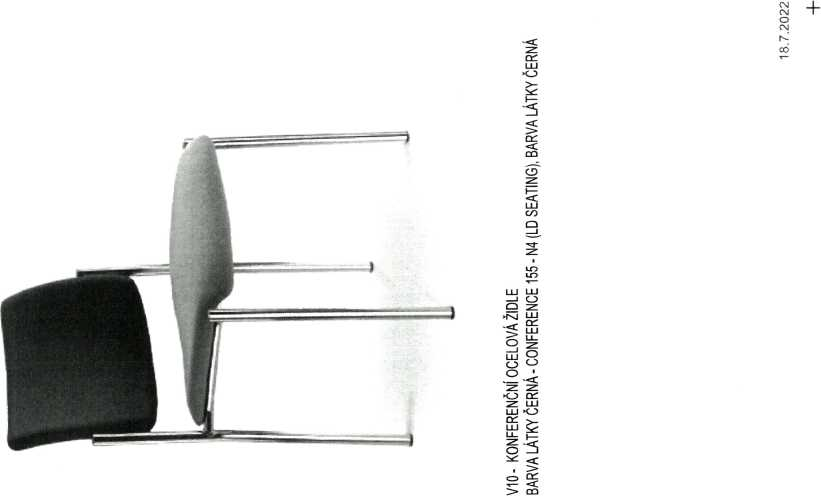 V10 - KONFERENČNÍ OCELOVÁ ŽIDLE
BARVA LÁTKY ČERNÁ - CONFERENCE 155 - N4 (LD SEATING), BARVA LÁTKY ČERNÁ
18.7.2022
+